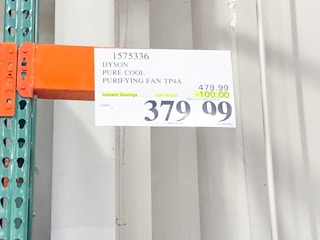 1575336
DYSON
PURE COOL
PURIFYING FAN TP4A
479.99
Instant Savings
-100.00
379.99